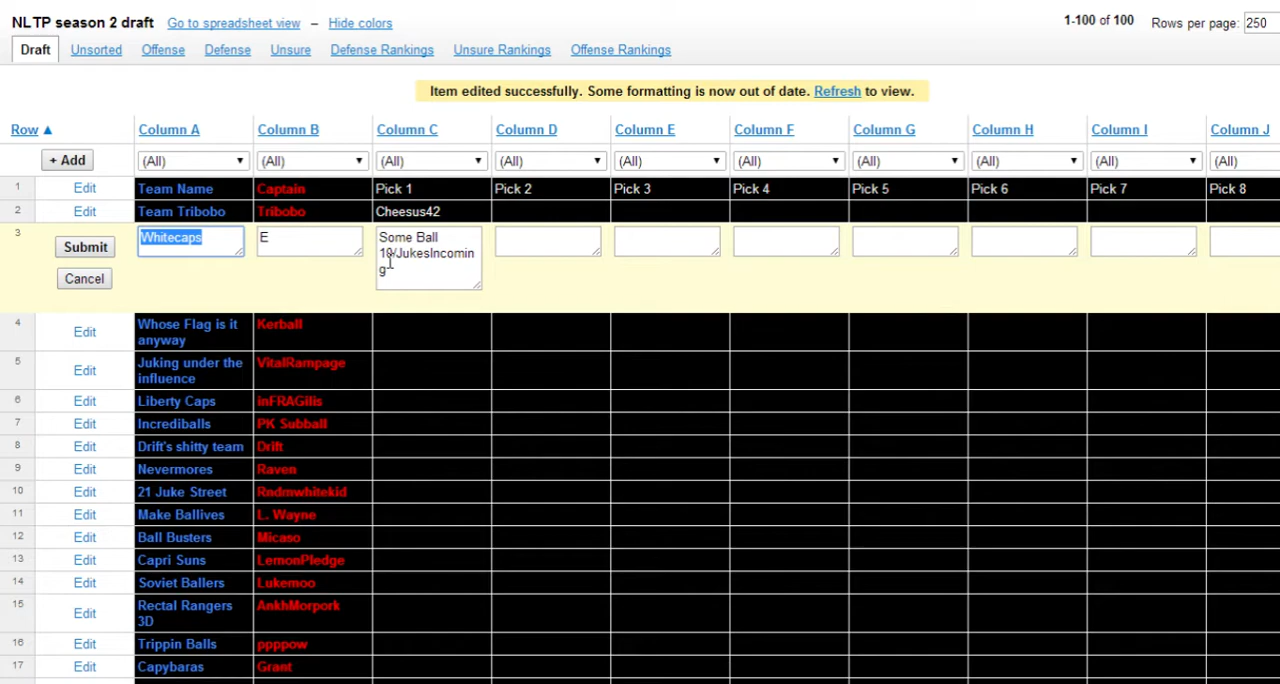 NLTP season 2 draft Go to spreadsheet view – Hide colors 1-100 of 100 Rows per page: 250
Draft Unsorted Offense Defense Unsure Defense Rankings Unsure Rankings Offense Rankings
Item edited successfully. Some formatting is now out of date. Refresh to view.
Row ▲ Column A Column B Column C Column D Column E Column F Column G Column H Column I Column J
+ Add (All) (All) (All) (All) (All) (All) (All) (All) (All) (All)
1 Edit Team Name Captain Pick 1 Pick 2 Pick 3 Pick 4 Pick 5 Pick 6 Pick 7 Pick 8
2 Edit Team Tribobo Tribobo Cheesus42
3 Submit Whitecaps E Some Ball
JukesIncomin
Cancel g
4 Edit Whose Flag is it Kerball
anyway
5 Edit Juking under the VitalRampage
influence
6 Edit Liberty Caps inFRAGilis
7 Edit Incrediballs PK Subball
8 Edit Drift's shitty team Drift
9 Edit Nevermores Raven
10 Edit 21 Juke Street Rndmwhitekid
11 Edit Make Ballives L. Wayne
12 Edit Ball Busters Micaso
13 Edit Capri Suns LemonPledge
14 Edit Soviet Ballers Lukemoo
15 Edit Rectal Rangers AnkhMorpork
3D
16 Edit Trippin Balls ppppow
17 Edit Capybaras Grant